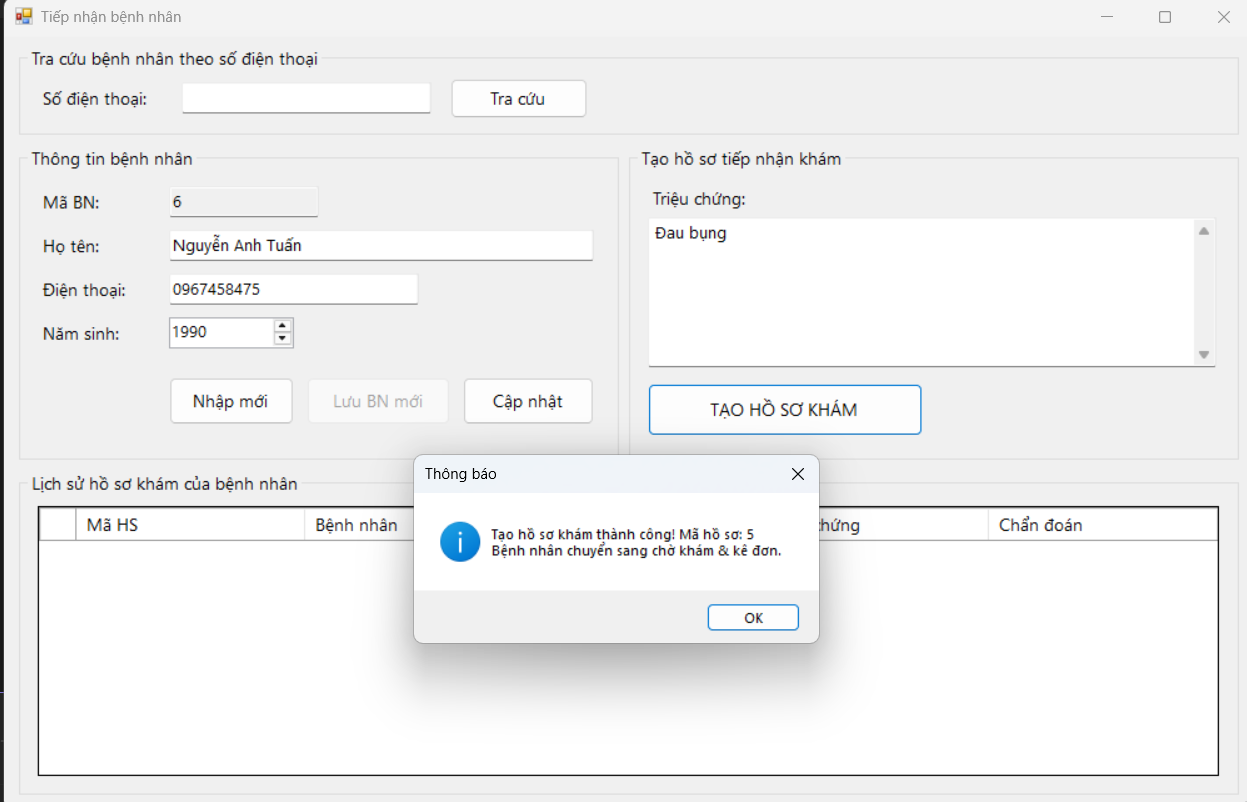 Tiếp nhận bệnh nhân
Tra cứu bệnh nhân theo số điện thoại
Số điện thoại:
Tra cứu
Thông tin bệnh nhân
Mã BN:
6
Họ tên:
Nguyễn Anh Tuấn
Điện thoại:
0967458475
Năm sinh:
1990
Nhập mới
Lưu BN mới
Cập nhật
Tạo hồ sơ tiếp nhận khám
Triệu chứng:
Đau bụng
TẠO HỒ SƠ KHÁM
Lịch sử hồ sơ khám của bệnh nhân
Mã HS
Bệnh nhân
chứng
Chẩn đoán
Thông báo
Tạo hồ sơ khám thành công! Mã hồ sơ: 5
Bệnh nhân chuyển sang chờ khám & kê đơn.
OK